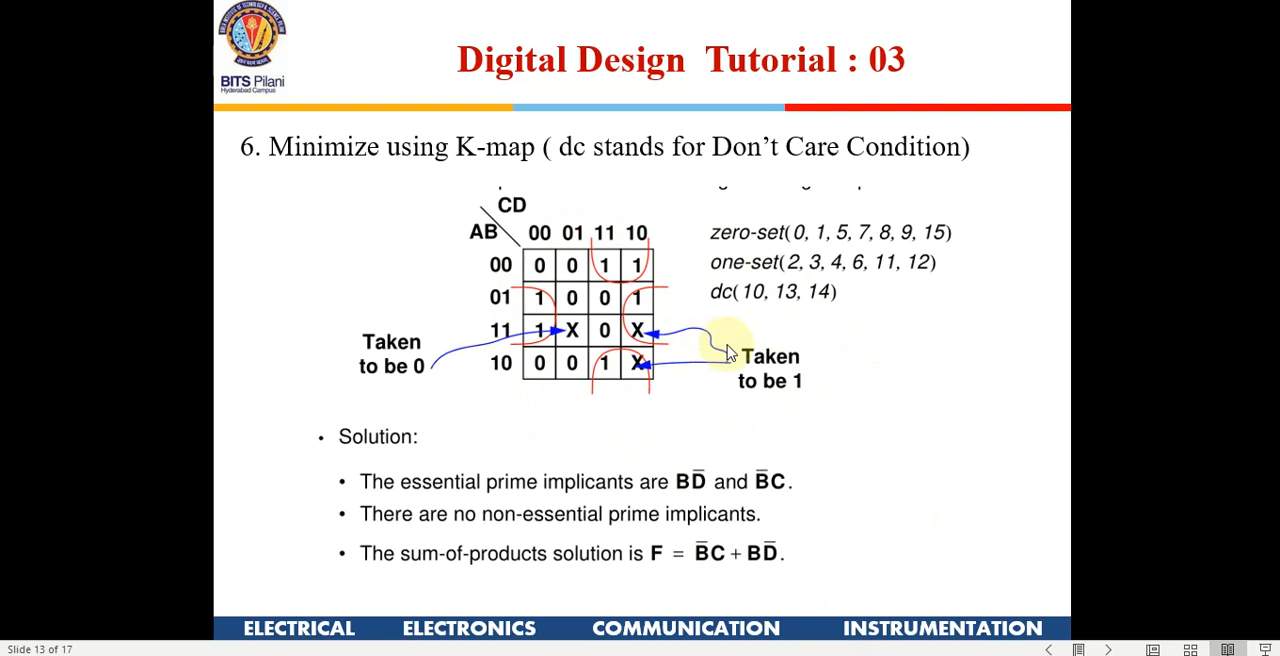 BITS Pilani
Hyderabad Campus
Digital Design Tutorial : 03
6. Minimize using K-map ( dc stands for Don't Care Condition)
CD
AB 00 01 11 10
00 0 0 1 1
01 1 0 0 1
11 1 X 0 X
10 0 0 1 X
zero-set(0, 1, 5, 7, 8, 9, 15)
one-set(2, 3, 4, 6, 11, 12)
dc(10, 13, 14)
Taken
to be 0
Taken
to be 1
• Solution:
• The essential prime implicants are BD̅ and B̅C.
• There are no non-essential prime implicants.
• The sum-of-products solution is F = B̅C + BD̅.
ELECTRICAL ELECTRONICS COMMUNICATION INSTRUMENTATION
Slide 13 of 17